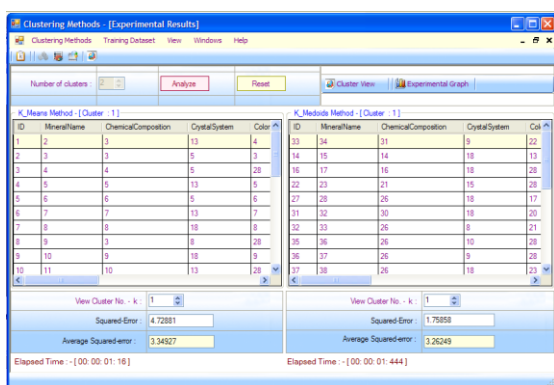 Clustering Methods - [Experimental Results]
Clustering Methods Training Dataset View Windows Help
Number of clusters : 2 Analyze Reset Cluster View Experimental Graph
K_Means Method - [ Cluster : 1 ]
ID MineralName ChemicalComposition CrystalSystem Color
1 2 3 13 4
2 3 3 5 3
3 4 4 5 28
4 5 5 13 5
5 6 5 5 6
6 7 7 13 7
7 8 8 18 8
8 9 3 8 28
9 10 9 18 9
10 11 10 13 28
View Cluster No. - k : 1
Squared-Error : 4.72881
Average Squared-error : 3.34927
Elapsed Time : - [ 00: 00: 01: 16 ]
K_Medoids Method - [ Cluster : 1 ]
ID MineralName ChemicalComposition CrystalSystem Col
33 34 31 9 22
14 15 14 18 13
16 17 16 18 28
22 23 21 15 28
27 28 26 18 17
31 32 30 18 20
32 33 26 8 21
35 36 26 10 28
36 37 26 9 28
37 38 26 18 23
View Cluster No. - k : 1
Squared-Error : 1.75858
Average Squared-error : 3.26249
Elapsed Time : - [ 00: 00: 01: 444 ]